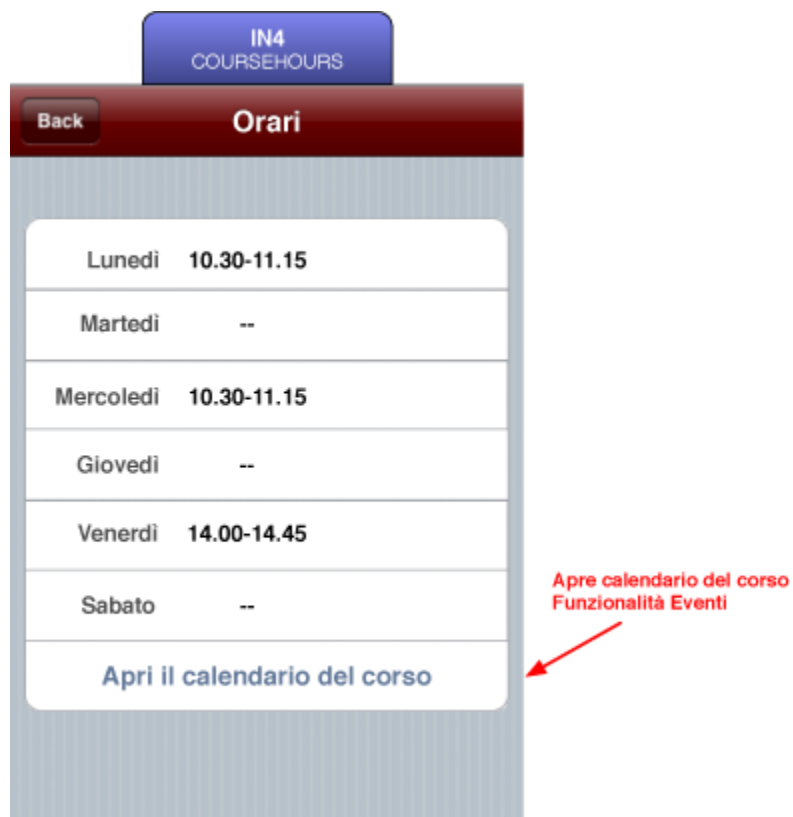 IN4
COURSEHOURS
Back
Orari
Lunedì 10.30-11.15
Martedì --
Mercoledì 10.30-11.15
Giovedì --
Venerdì 14.00-14.45
Sabato --
Apri il calendario del corso
Apre calendario del corso
Funzionalità Eventi